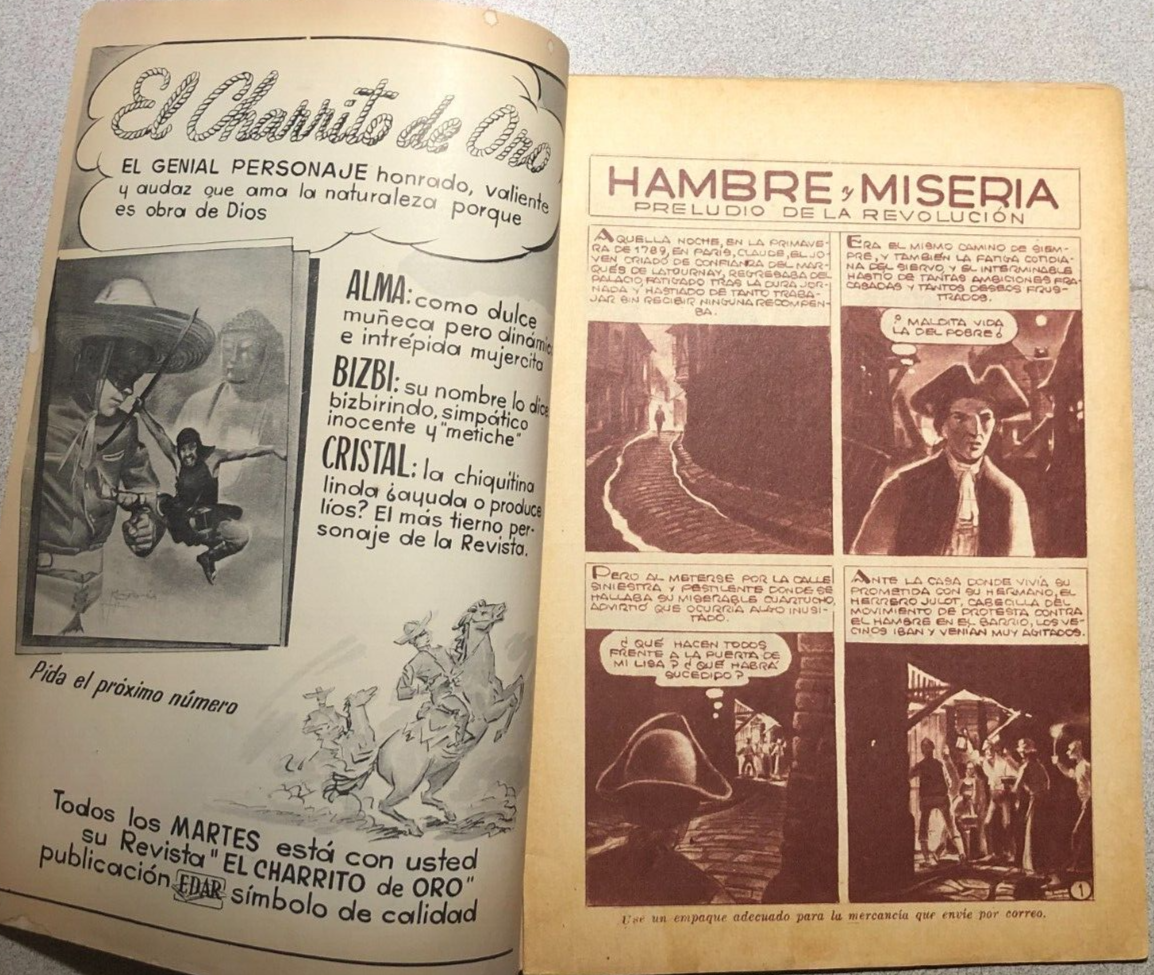 El Charrito de Oro
EL GENIAL PERSONAJE honrado, valiente
y audaz que ama la naturaleza porque
es obra de Dios
ALMA: como dulce
muñeca pero dinámic
e intrépida mujercita
BIZBI: su nombre lo dice
bizbirindo, simpático
inocente y "metiche"
CRISTAL: la chiquitina
linda ¿ayuda o produce
líos? El más tierno per-
sonaje de la Revista.
Pida el próximo número
Todos los MARTES está con usted
su Revista "EL CHARRITO de ORO"
publicación EDAR símbolo de calidad
HAMBRE y MISERIA
PRELUDIO DE LA REVOLUCIÓN
AQUELLA NOCHE, EN LA PRIMAVE-
RA DE 1789, EN PARÍS, CLAUDE, EL JO-
VEN CRIADO DE CONFIANZA DEL MAR-
QUÉS DE LATOURNAY, REGRESABA DEL
PALACIO, FATIGADO TRAS LA DURA JOR-
NADA Y HASTIADO DE TANTO TRABA-
JAR SIN RECIBIR NINGUNA RECOMPEN-
SA.
ERA EL MISMO CAMINO DE SIEM-
PRE, Y TAMBIÉN LA FATIGA COTIDIA-
NA DEL SIERVO, Y EL INTERMINABLE
HASTÍO DE TANTAS AMBICIONES FRA-
CASADAS Y TANTOS DESEOS FRUS-
TRADOS.
¡ MALDITA VIDA
LA DEL POBRE !
PERO AL METERSE POR LA CALLE
SINIESTRA Y PESTILENTE DONDE SE
HALLABA SU MISERABLE CUARTUCHO,
ADVIRTIÓ QUE OCURRÍA ALGO INUSI-
TADO.
¿ QUÉ HACEN TODOS
FRENTE A LA PUERTA DE
MI LISA ? ¿ QUÉ HABRÁ
SUCEDIDO ?
ANTE LA CASA DONDE VIVÍA SU
PROMETIDA CON SU HERMANO, EL
HERRERO JULOT, CABECILLA DEL
MOVIMIENTO DE PROTESTA CONTRA
EL HAMBRE EN EL BARRIO, LOS VE-
CINOS IBAN Y VENÍAN MUY AGITADOS.
1
Use un empaque adecuado para la mercancía que envíe por correo.